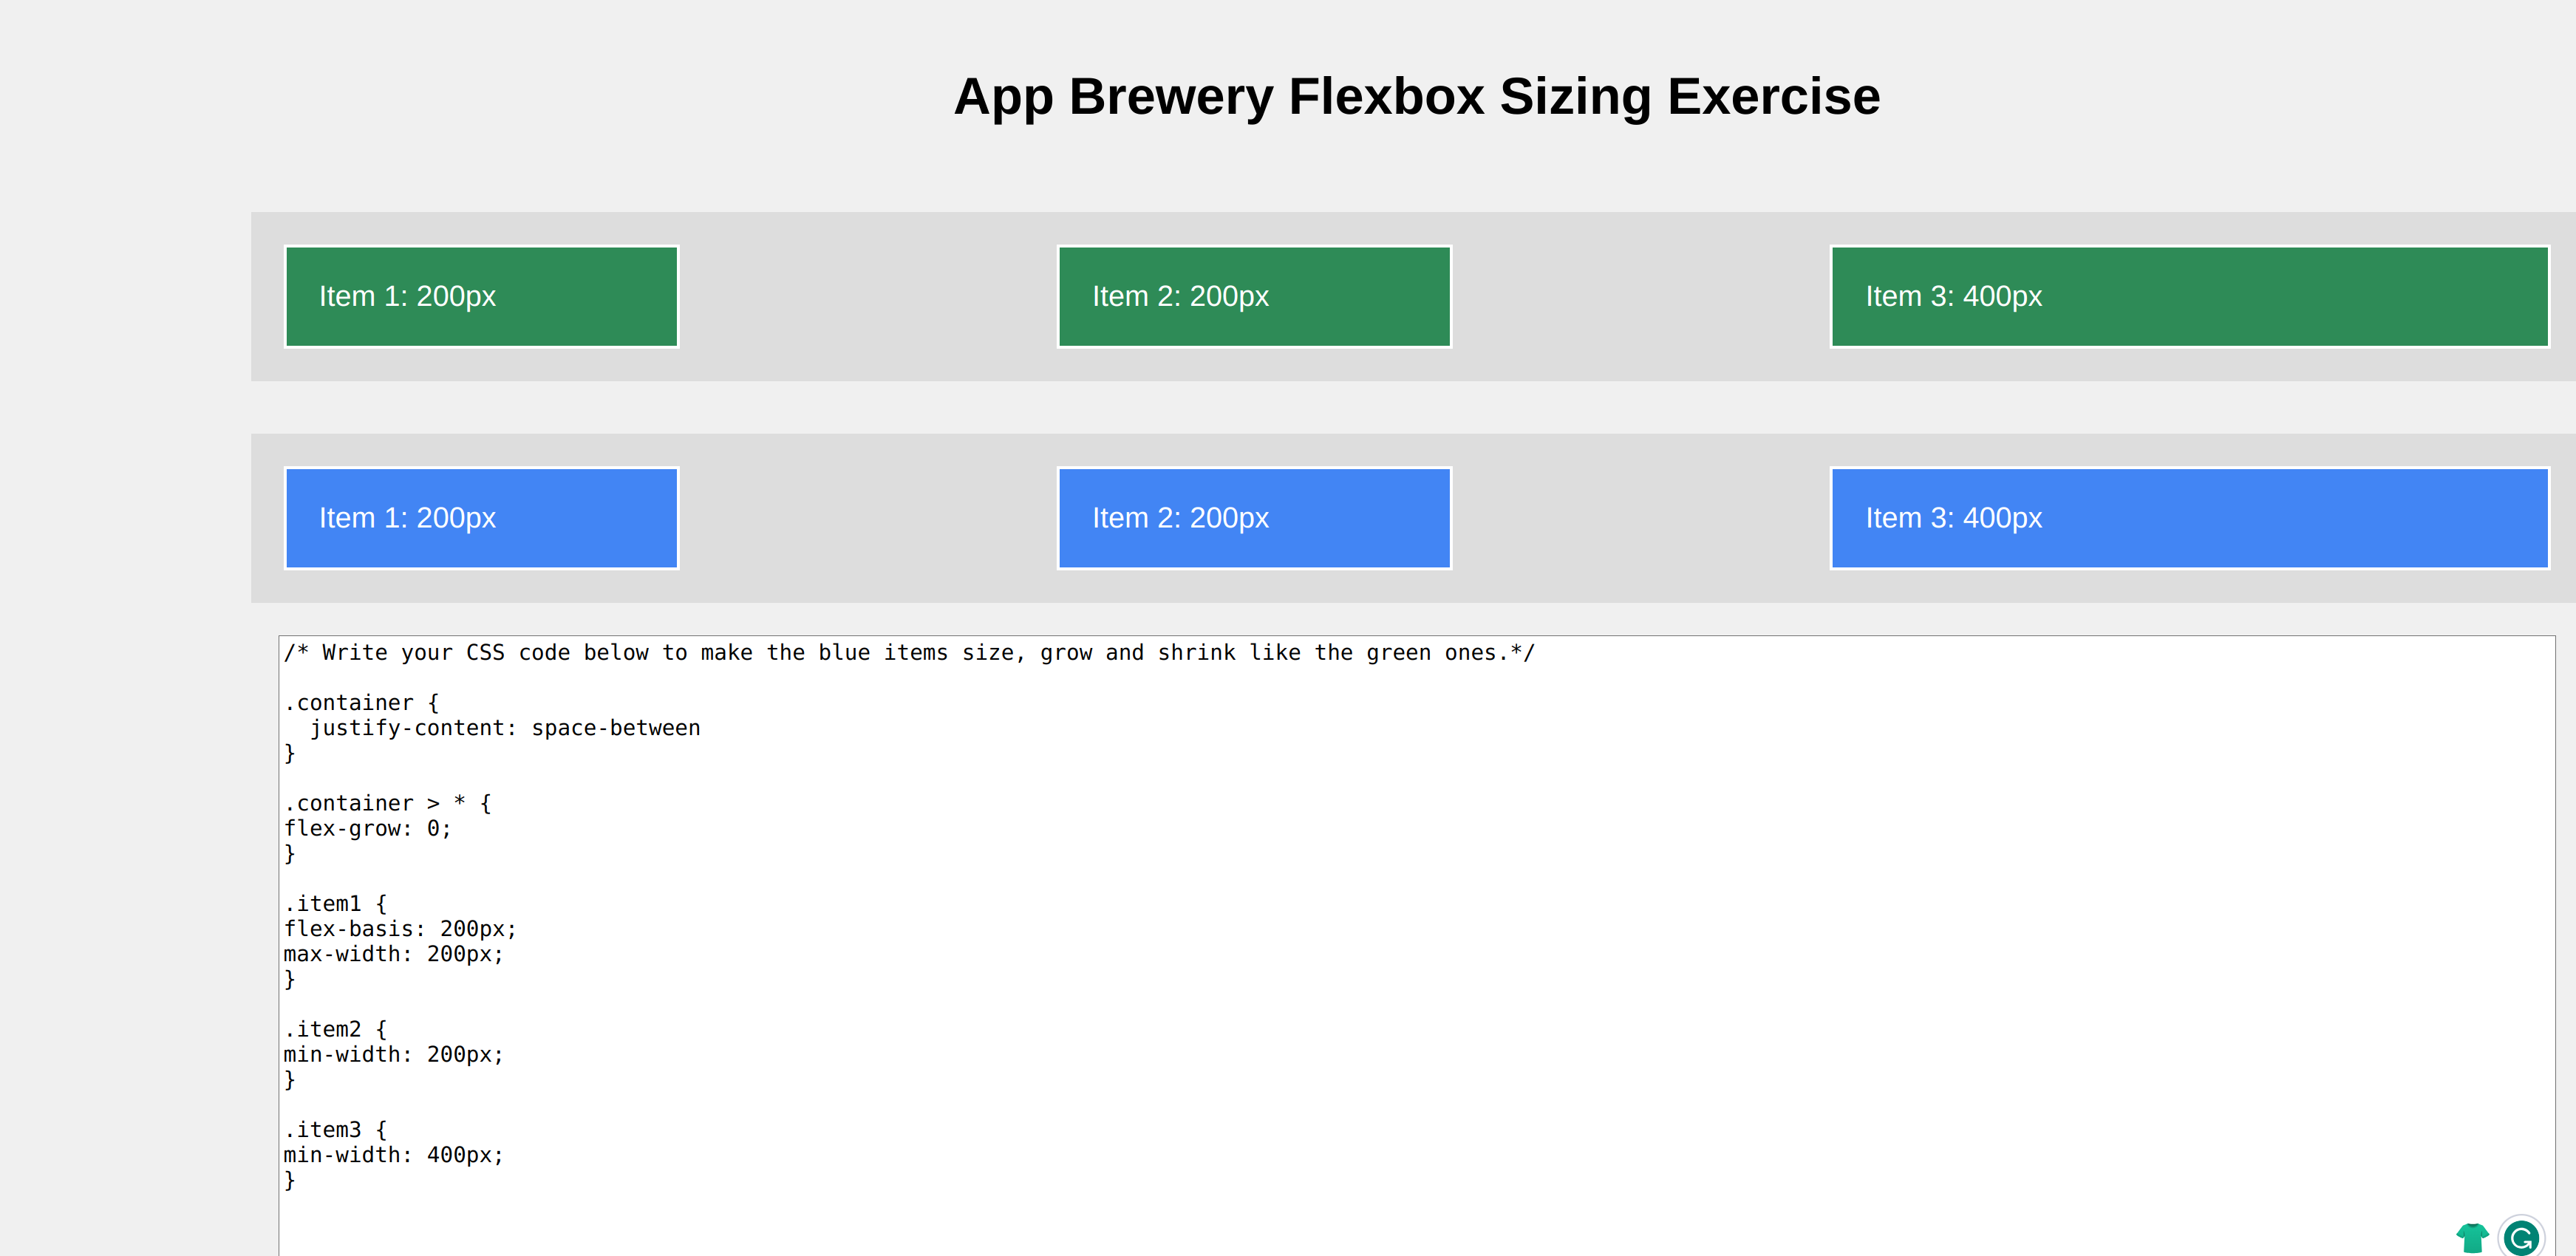 App Brewery Flexbox Sizing Exercise
Item 1: 200px
Item 2: 200px
Item 3: 400px
Item 1: 200px
Item 2: 200px
Item 3: 400px
/* Write your CSS code below to make the blue items size, grow and shrink like the green ones.*/
.container {
  justify-content: space-between
}
.container > * {
flex-grow: 0;
}
.item1 {
flex-basis: 200px;
max-width: 200px;
}
.item2 {
min-width: 200px;
}
.item3 {
min-width: 400px;
}